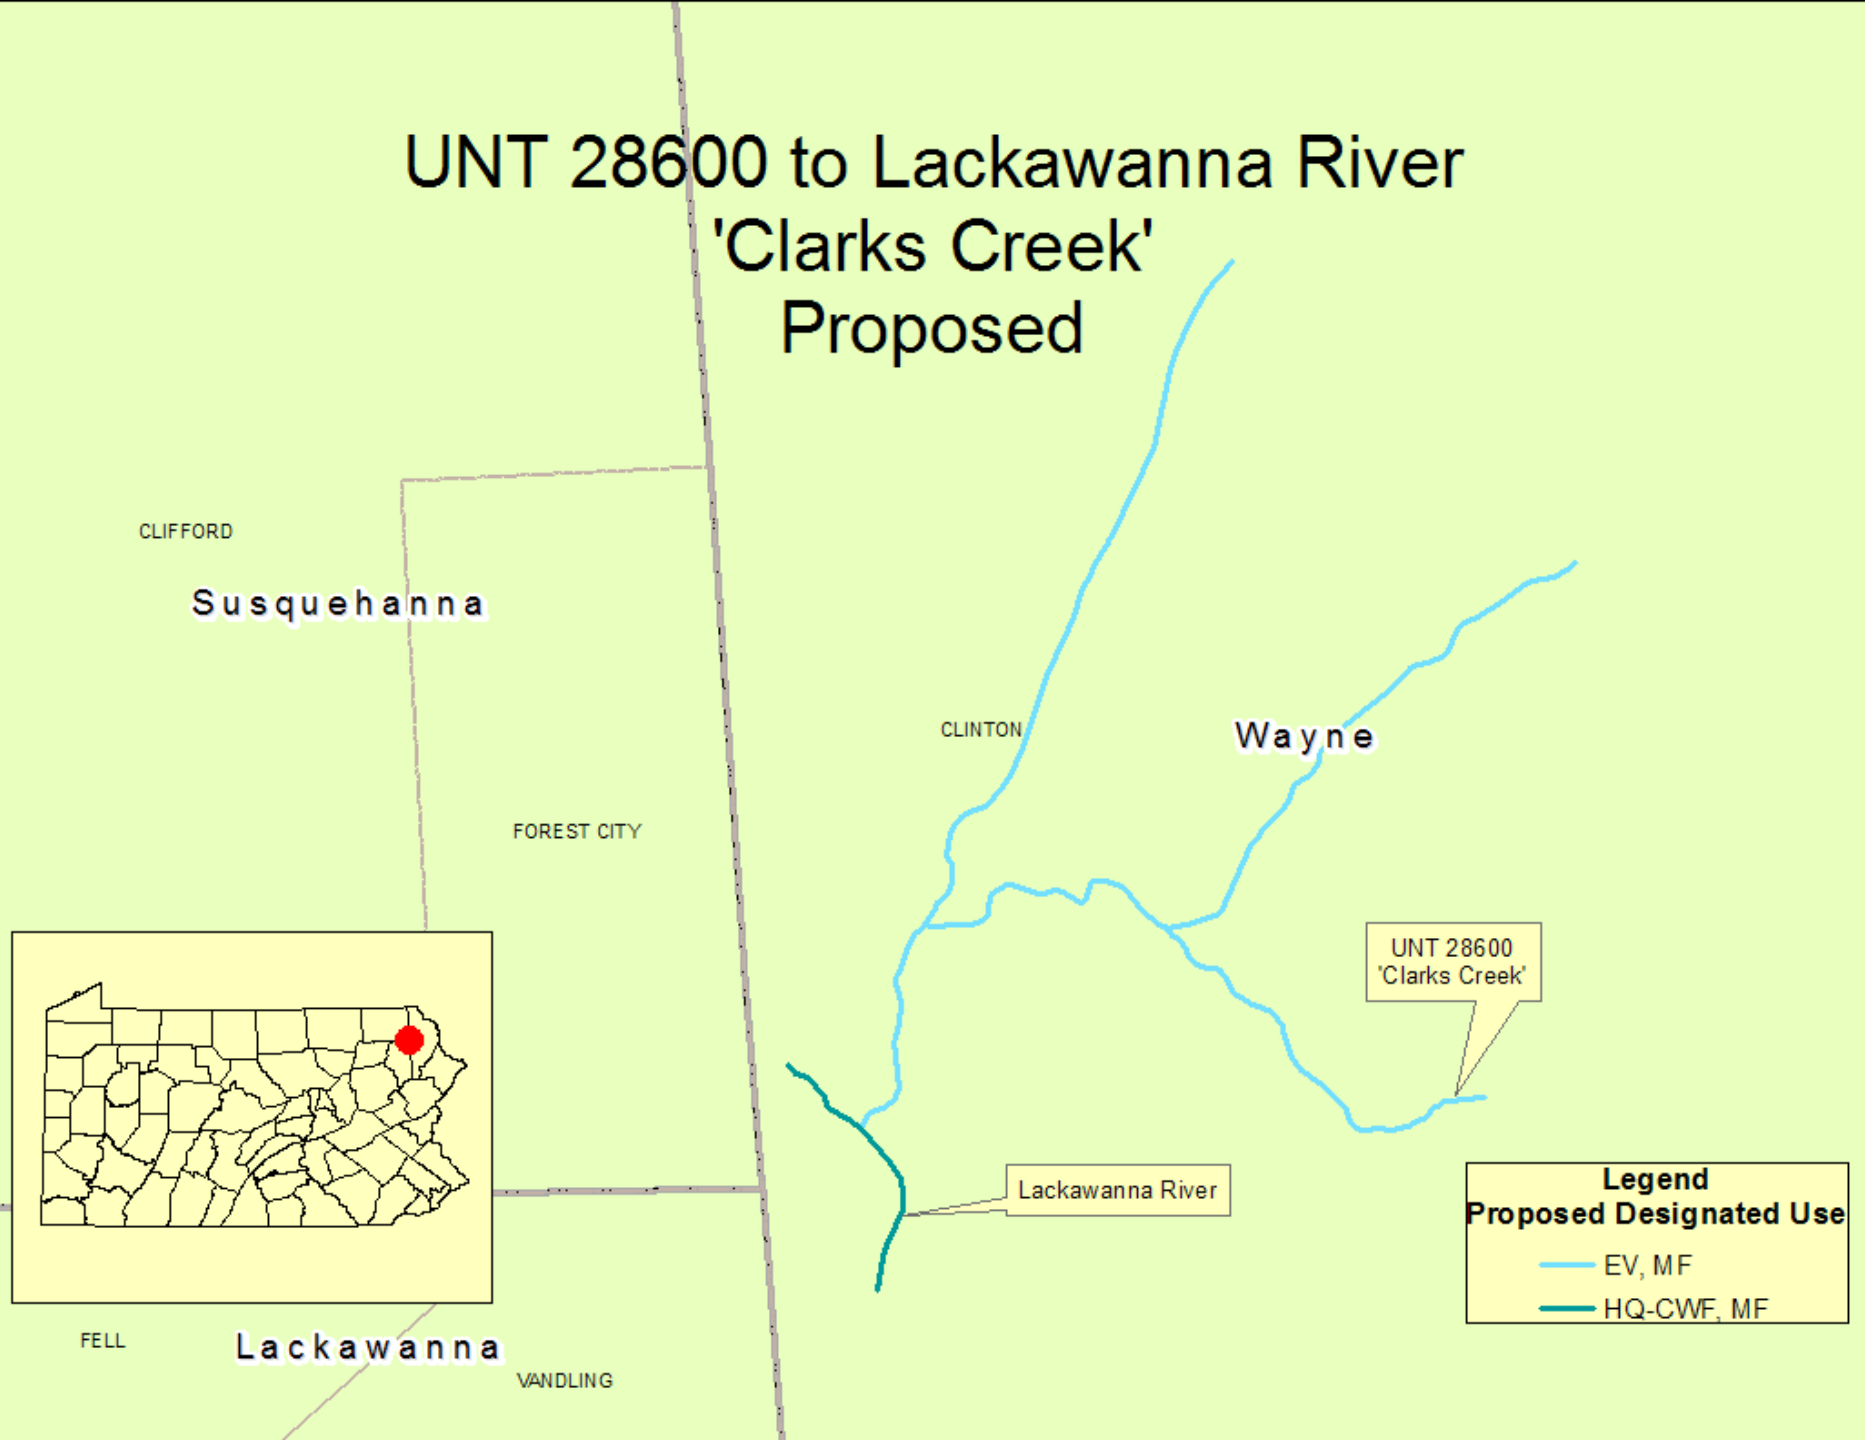 UNT 28600 to Lackawanna River
'Clarks Creek'
Proposed
CLIFFORD
Susquehanna
CLINTON
Wayne
FOREST CITY
UNT 28600
'Clarks Creek'
Lackawanna River
Legend
Proposed Designated Use
EV, MF
HQ-CWF, MF
FELL
Lackawanna
VANDLING